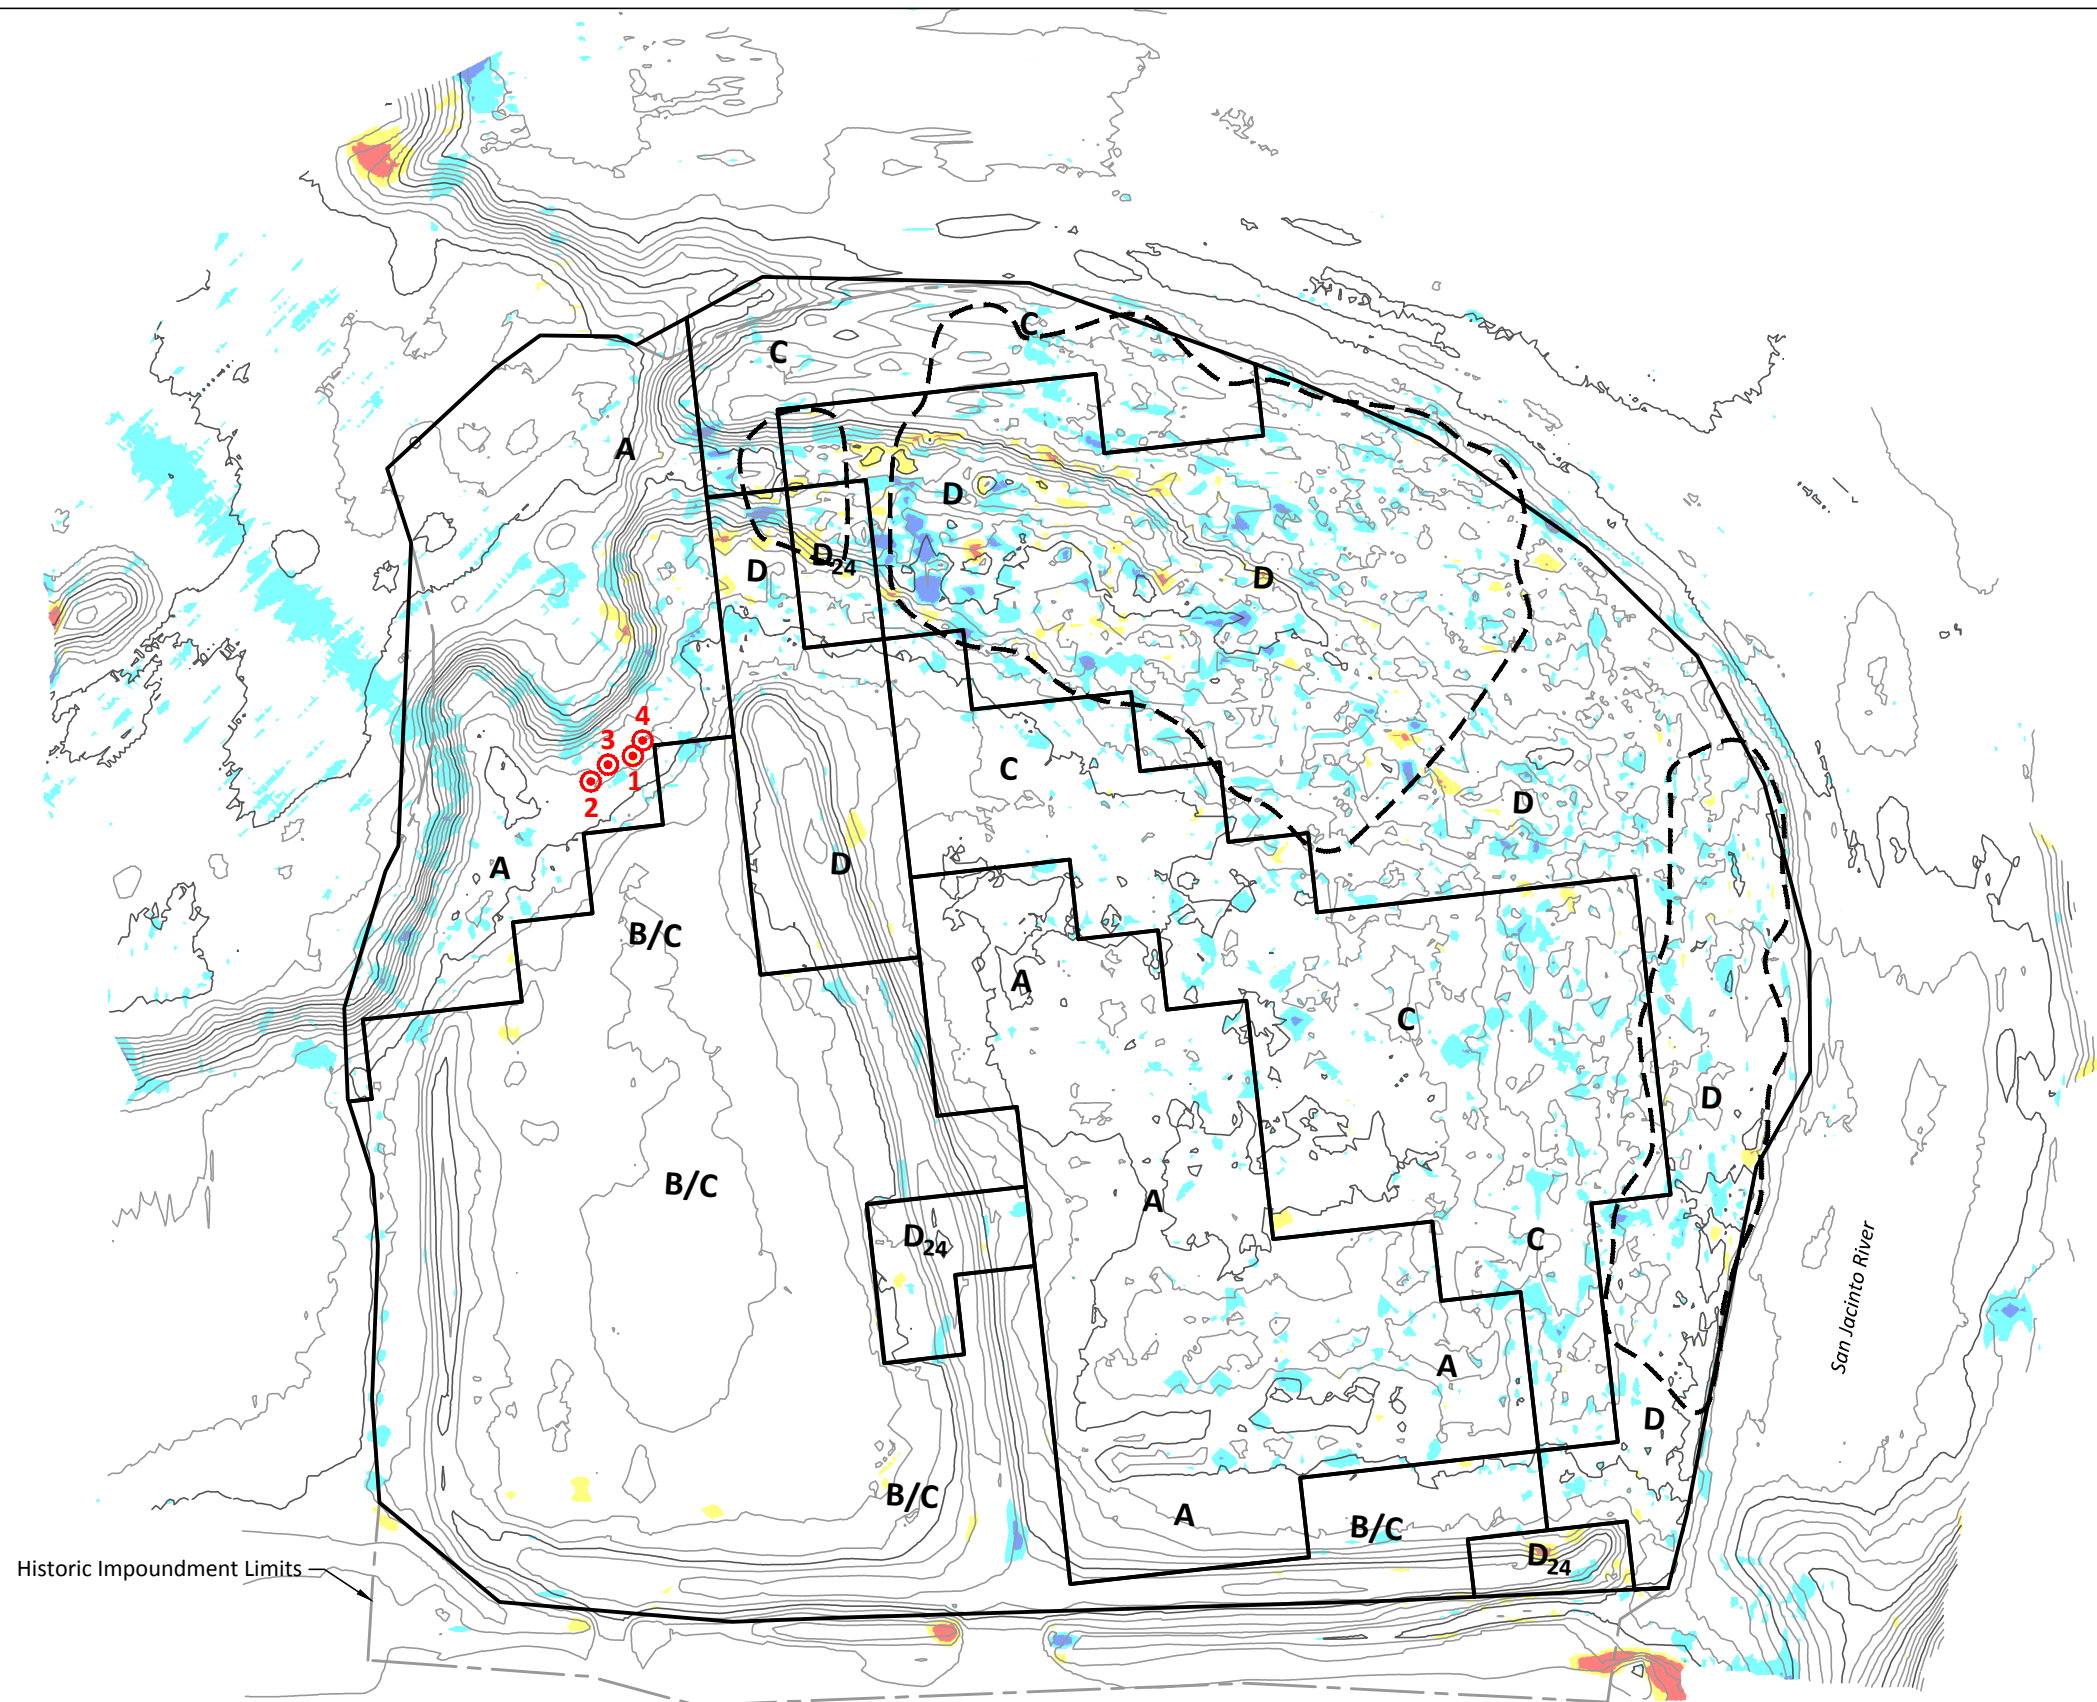 C
C
A
D
D24
D
D
4
3
1
2
C
D
D
A
B/C
A
C
D
B/C
A
D24
C
San Jacinto River
A
D
B/C
A
B/C
D24
Historic Impoundment Limits